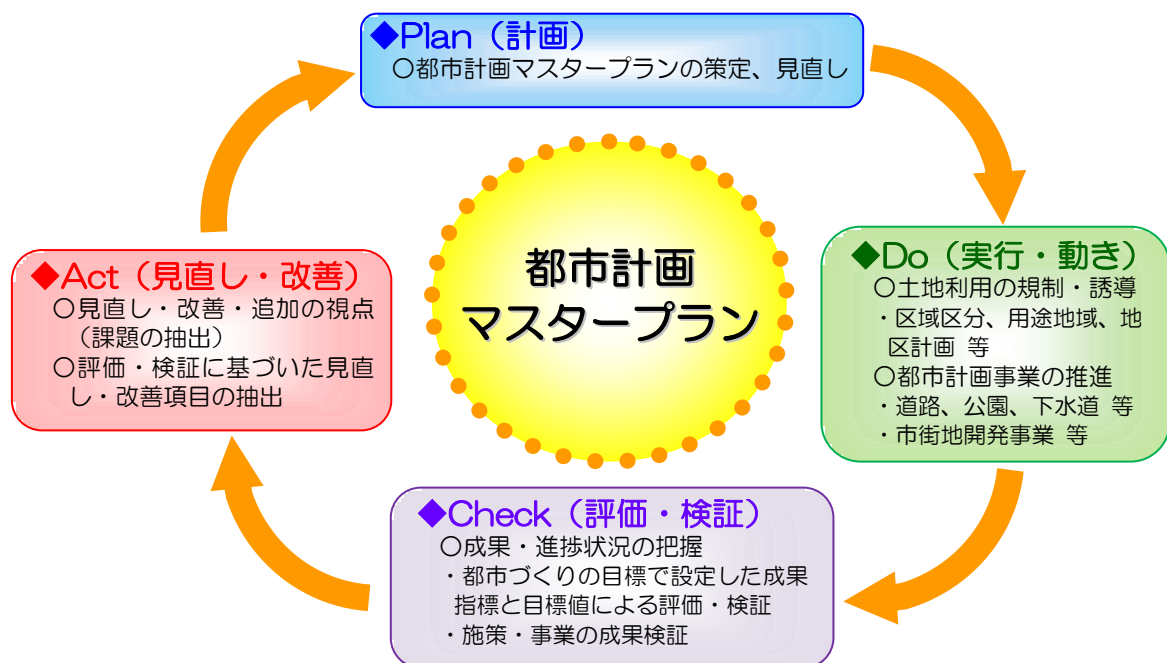 ◆Plan（計画）
○都市計画マスタープランの策定、見直し
都市計画
マスタープラン
◆Do（実行・動き）
○土地利用の規制・誘導
・区域区分、用途地域、地
区計画 等
○都市計画事業の推進
・道路、公園、下水道 等
・市街地開発事業 等
◆Check（評価・検証）
○成果・進捗状況の把握
・都市づくりの目標で設定した成果
指標と目標値による評価・検証
・施策・事業の成果検証
◆Act（見直し・改善）
○見直し・改善・追加の視点
（課題の抽出）
○評価・検証に基づいた見直
し・改善項目の抽出